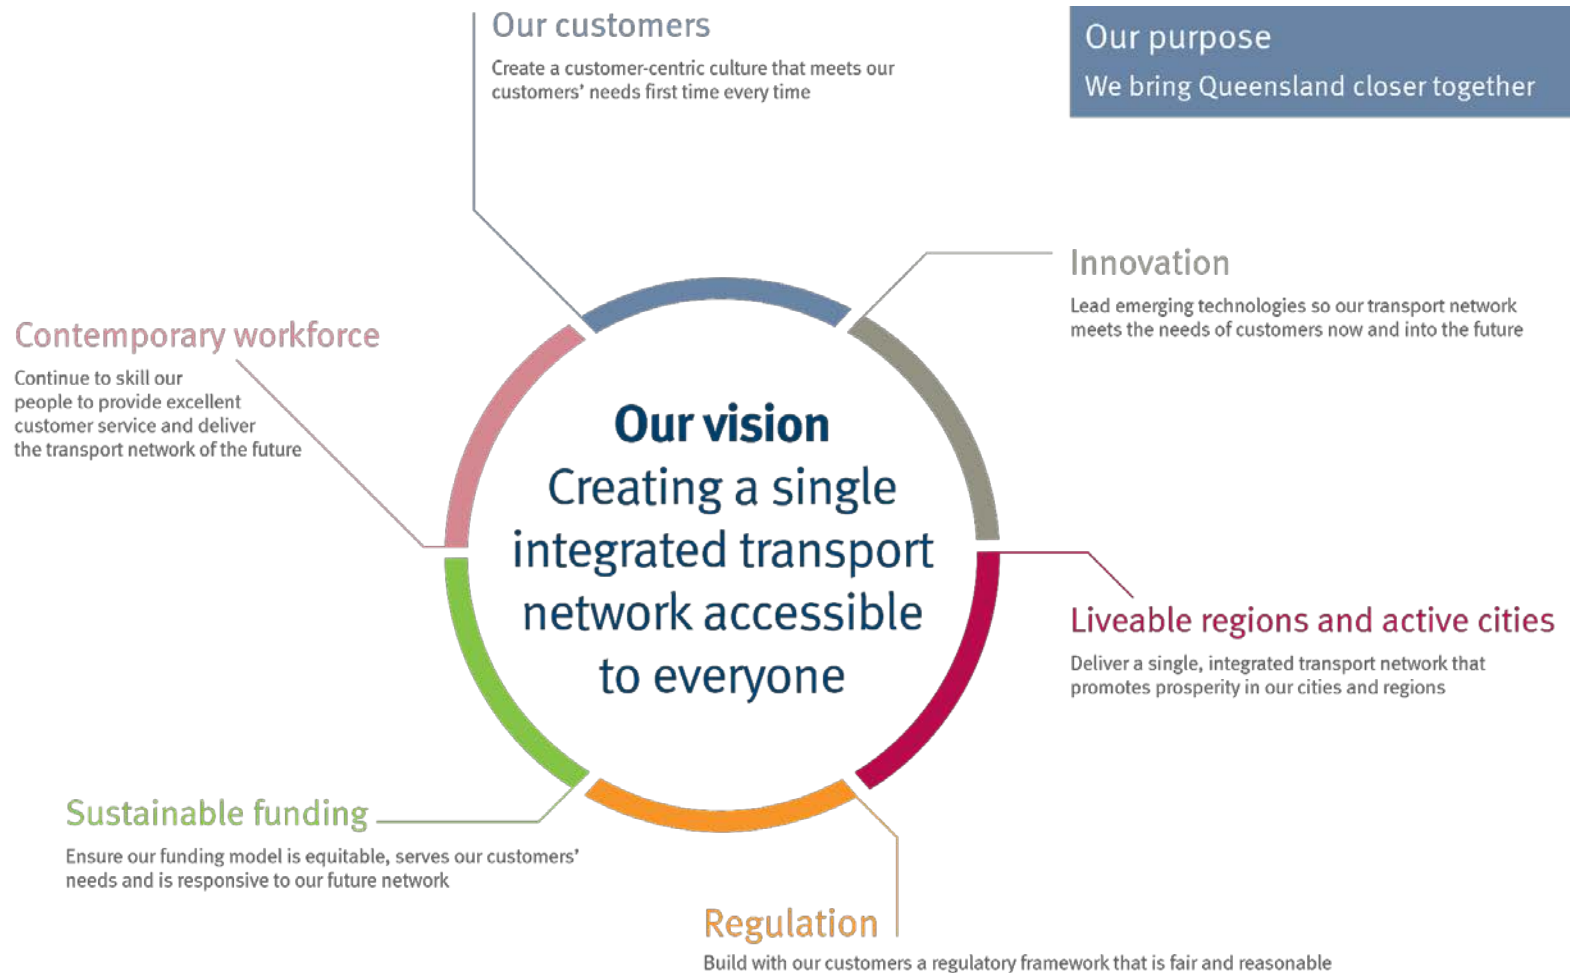 Our customers
Create a customer-centric culture that meets our
customers’ needs first time every time
Our purpose
We bring Queensland closer together
Innovation
Lead emerging technologies so our transport network
meets the needs of customers now and into the future
Contemporary workforce
Continue to skill our
people to provide excellent
customer service and deliver
the transport network of the future
Our vision
Creating a single
integrated transport
network accessible
to everyone
Liveable regions and active cities
Deliver a single, integrated transport network that
promotes prosperity in our cities and regions
Sustainable funding
Ensure our funding model is equitable, serves our customers’
needs and is responsive to our future network
Regulation
Build with our customers a regulatory framework that is fair and reasonable